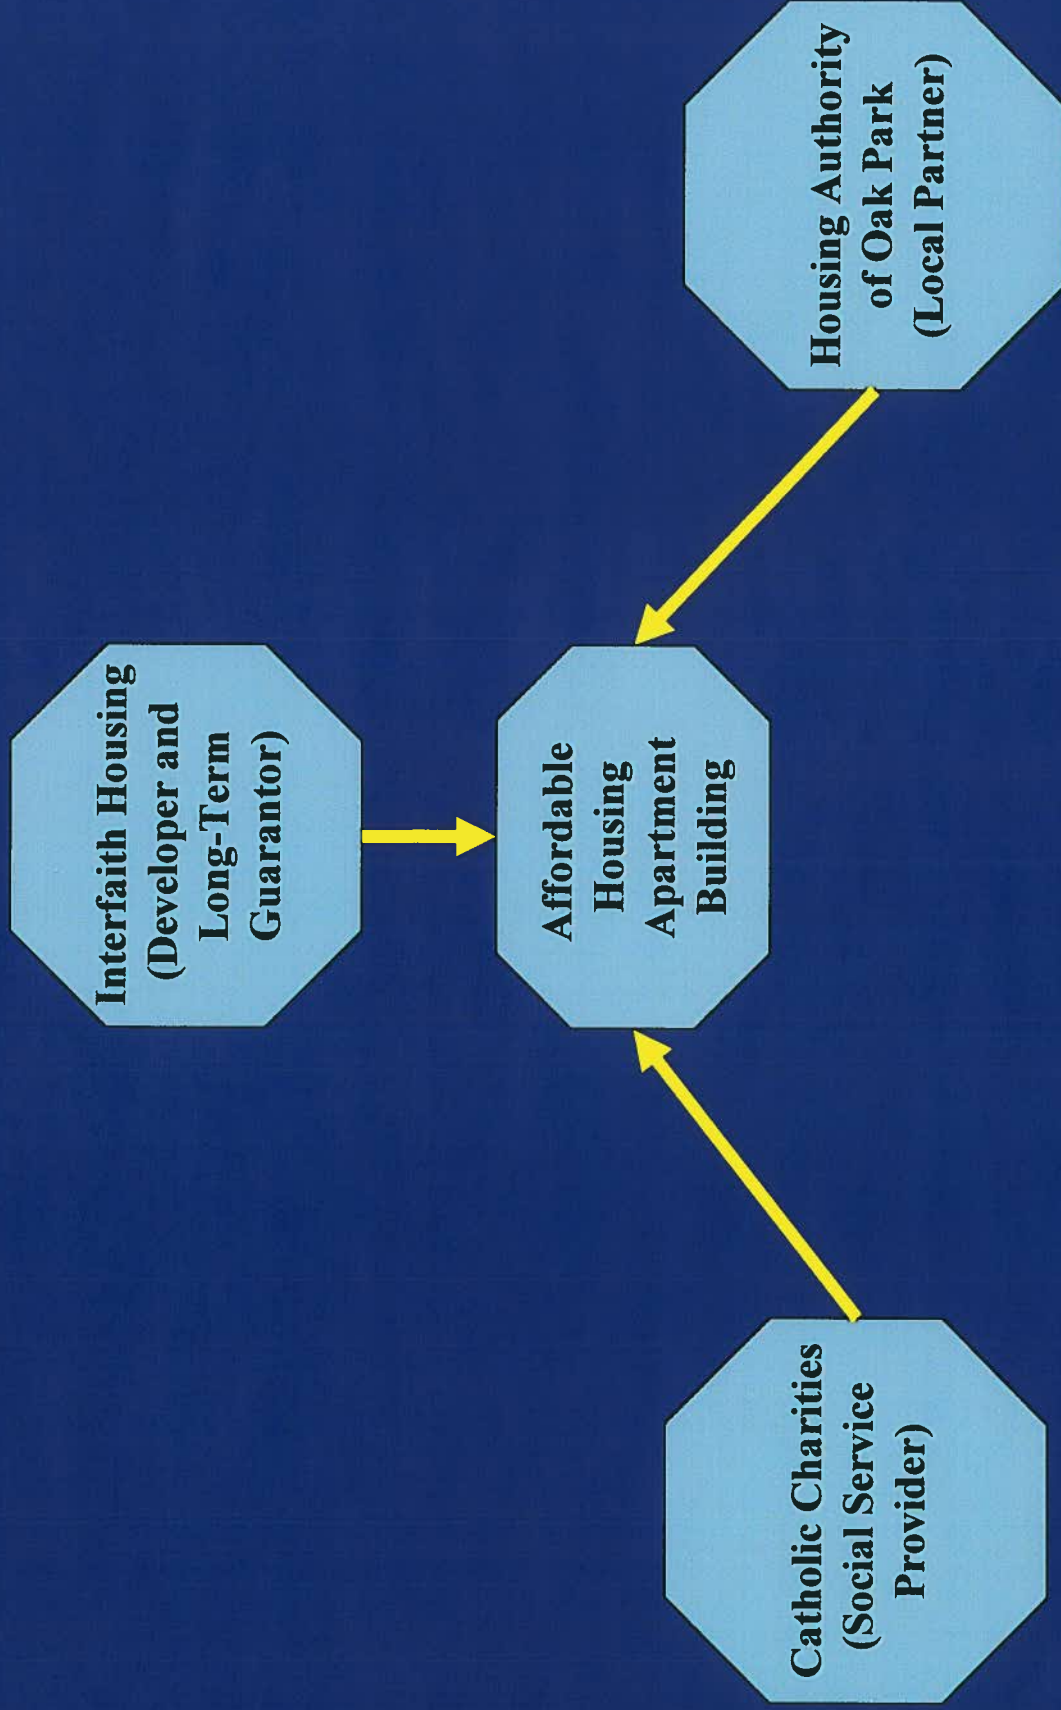 Interfaith Housing
(Developer and
Long-Term
Guarantor)
Affordable
Housing
Apartment
Building
Catholic Charities
(Social Service
Provider)
Housing Authority
of Oak Park
(Local Partner)